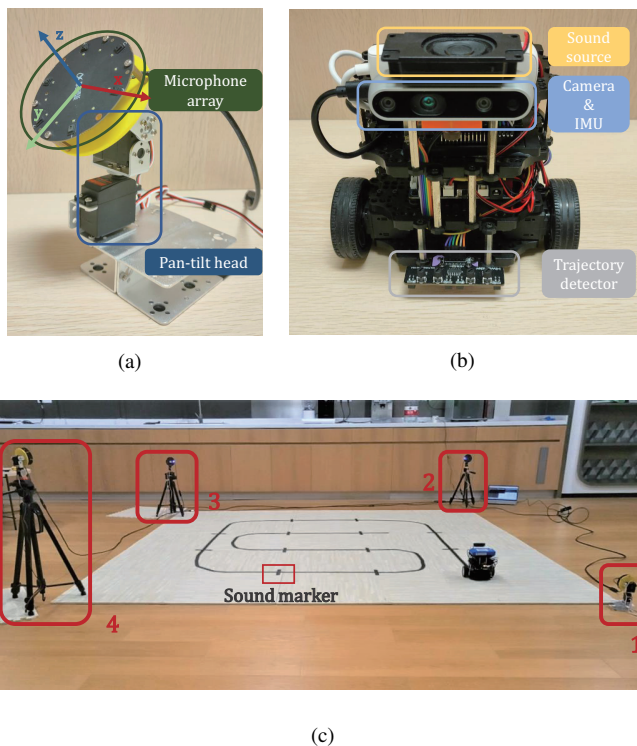 z
x
y
Microphone
array
Pan-tilt head
Sound
source
Camera
&
IMU
Trajectory
detector
(a)
(b)
2
3
Sound marker
4
1
(c)